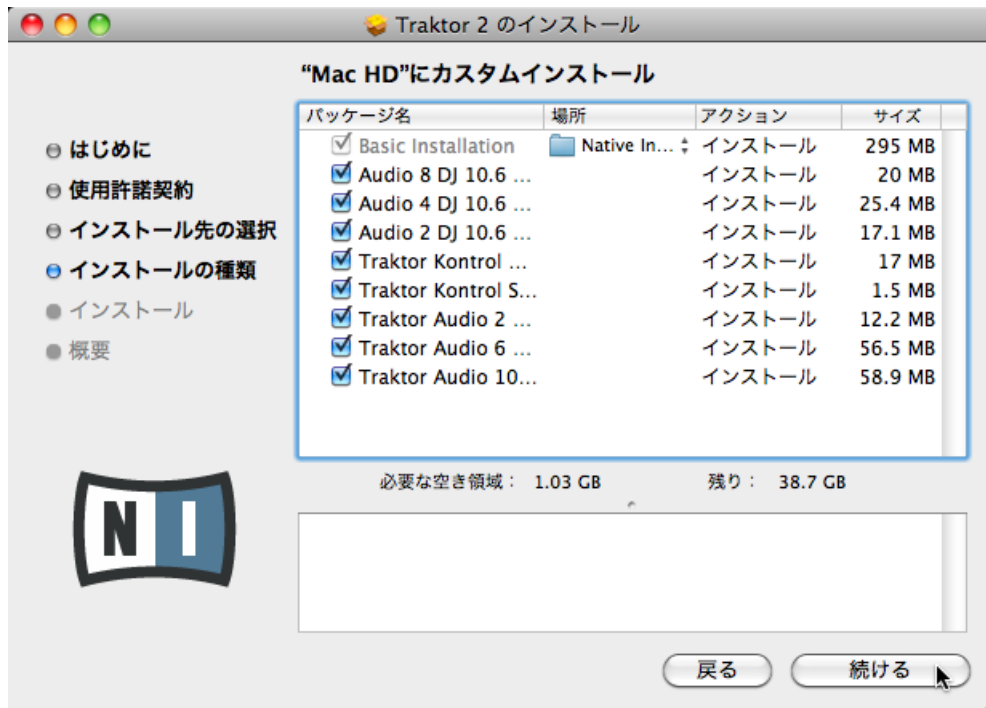 Traktor 2 のインストール
“Mac HD”にカスタムインストール
はじめに
使用許諾契約
インストール先の選択
インストールの種類
インストール
概要
パッケージ名 場所 アクション サイズ
Basic Installation Native In... インストール 295 MB
Audio 8 DJ 10.6 ... インストール 20 MB
Audio 4 DJ 10.6 ... インストール 25.4 MB
Audio 2 DJ 10.6 ... インストール 17.1 MB
Traktor Kontrol ... インストール 17 MB
Traktor Kontrol S... インストール 1.5 MB
Traktor Audio 2 ... インストール 12.2 MB
Traktor Audio 6 ... インストール 56.5 MB
Traktor Audio 10... インストール 58.9 MB
必要な空き領域： 1.03 GB 残り： 38.7 GB
NI
戻る 続ける